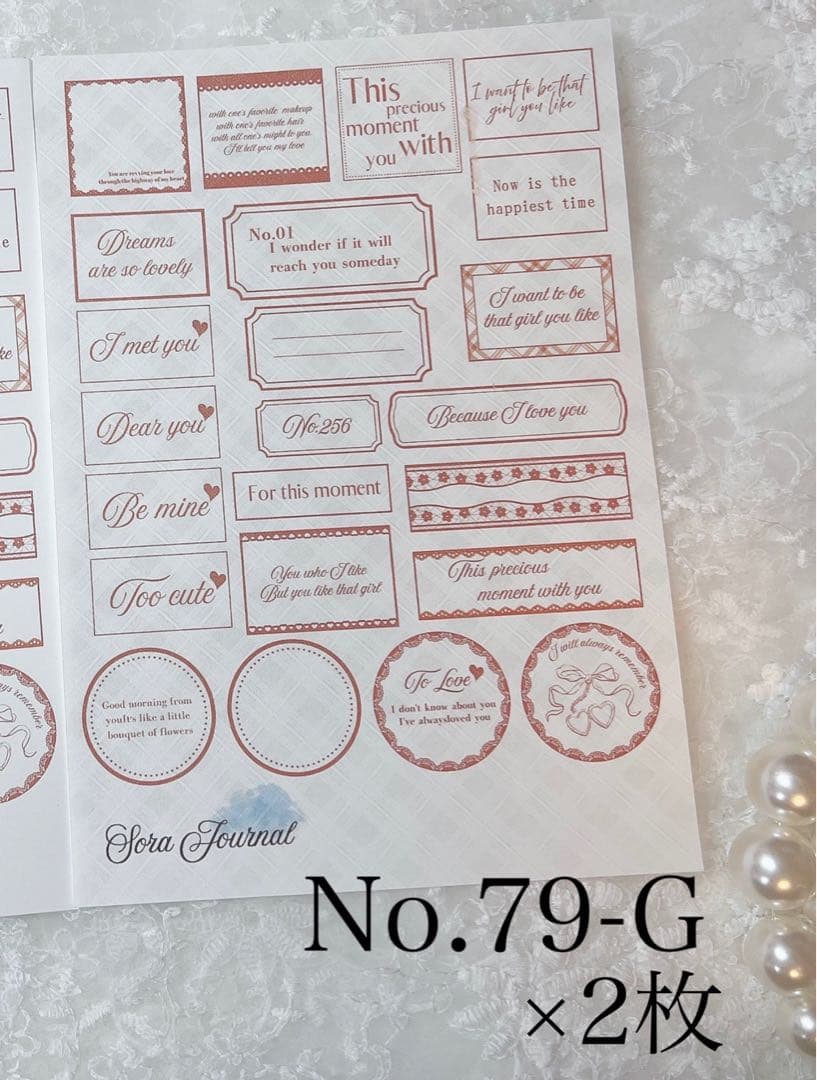 You are revving your love
through the highway of my heart
with one's favorite makeup
with one's favorite hair
with all one's might to you
I'll tell you my love
This
precious
moment
you with
I want to be that
girl you like
Now is the
happiest time
Dreams
are so lovely
No.01
I wonder if it will
reach you someday
I want to be
that girl you like
I met you
Dear you
No.256
Because I love you
Be mine
For this moment
Too cute
You who I like
But you like that girl
This precious
moment with you
Good morning from
youIt's like a little
bouquet of flowers
To Love
I don't know about you
I've alwaysloved you
I will always remember
always remember
Sora Journal
No.79-G
×2枚